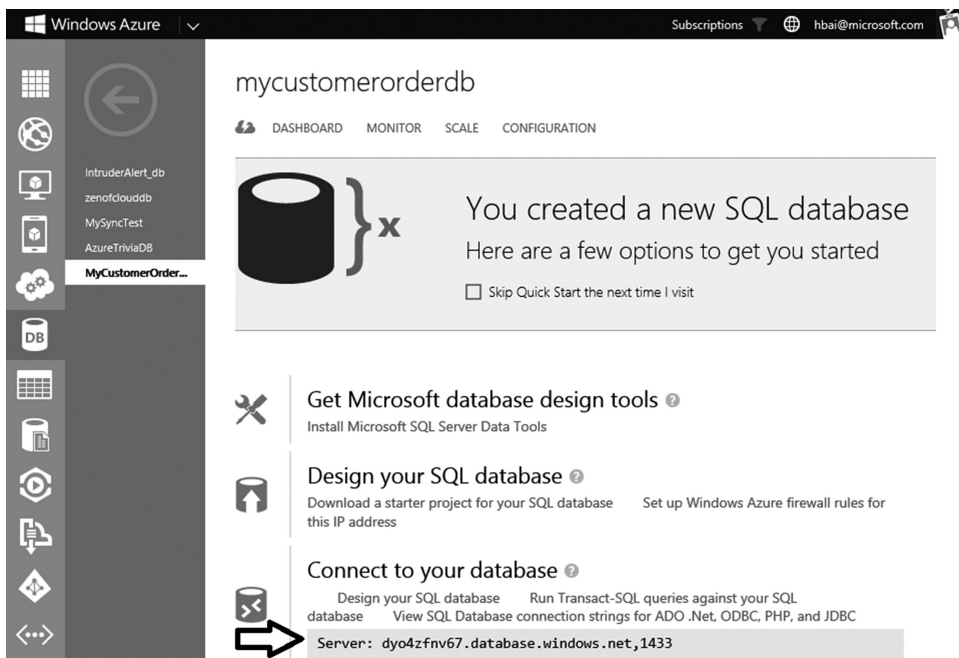 Windows Azure
Subscriptions
hbai@microsoft.com
IntruderAlert_db
zenofclouddb
MySyncTest
AzureTriviaDB
MyCustomerOrder...
DB
mycustomerorderdb
DASHBOARD MONITOR SCALE CONFIGURATION
x
You created a new SQL database
Here are a few options to get you started
Skip Quick Start the next time I visit
Get Microsoft database design tools ?
Install Microsoft SQL Server Data Tools
Design your SQL database ?
Download a starter project for your SQL database Set up Windows Azure firewall rules for
this IP address
Connect to your database ?
Design your SQL database Run Transact-SQL queries against your SQL
database View SQL Database connection strings for ADO .Net, ODBC, PHP, and JDBC
Server: dyo4zfnv67.database.windows.net,1433